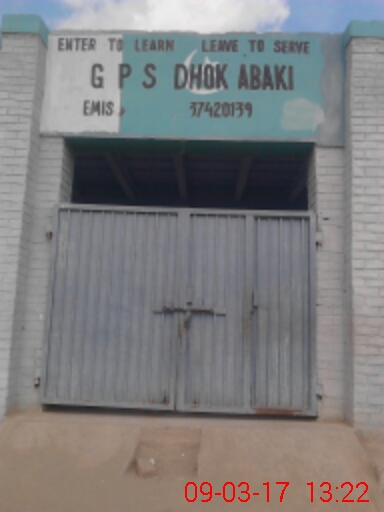 ENTER TO LEARN LEAVE TO SERVE
G P S DHOK ABAKI
EMIS 37420139
09-03-17 13:22